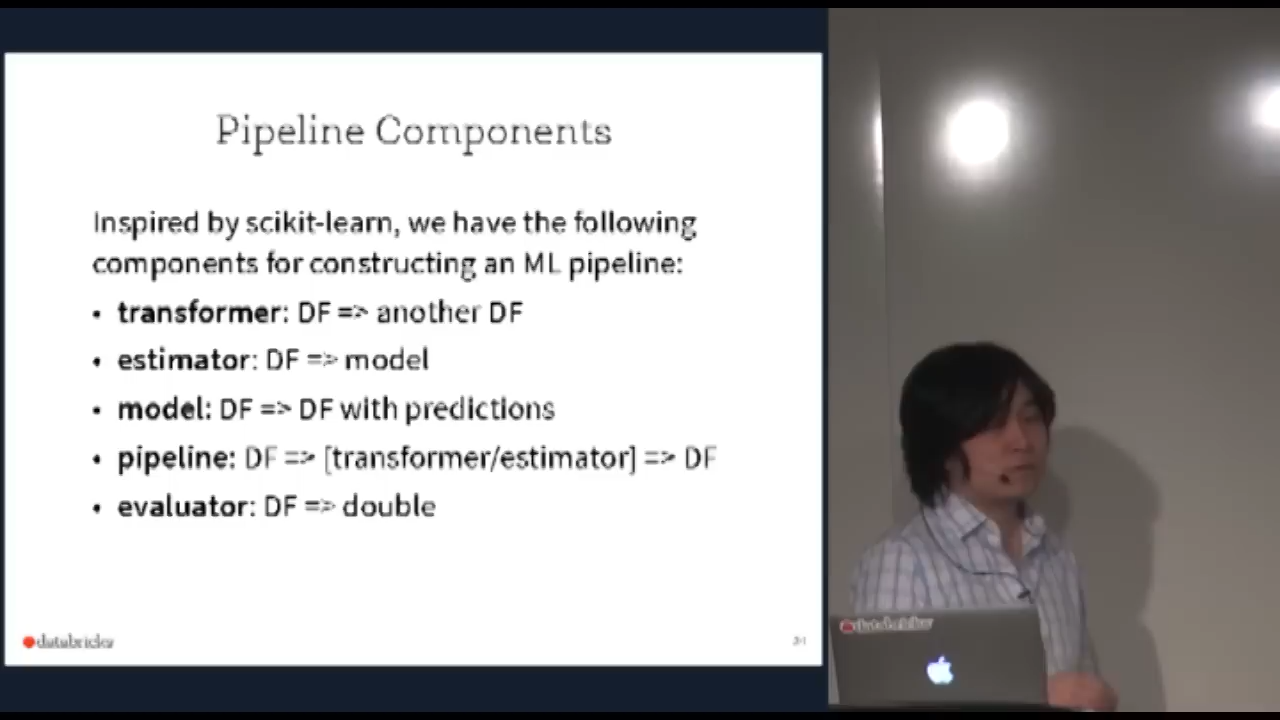 Pipeline Components
Inspired by scikit-learn, we have the following
components for constructing an ML pipeline:
• transformer: DF => another DF
• estimator: DF => model
• model: DF => DF with predictions
• pipeline: DF => [transformer/estimator] => DF
• evaluator: DF => double
databricks
databricks